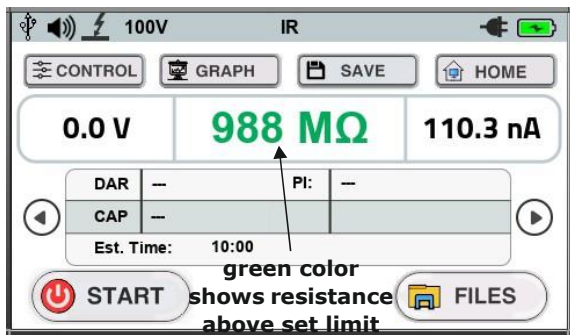 100V IR
CONTROL GRAPH SAVE HOME
0.0 V 988 MΩ 110.3 nA
DAR --- PI: ---
CAP ---
Est. Time: 10:00
green color
START shows resistance FILES
above set limit